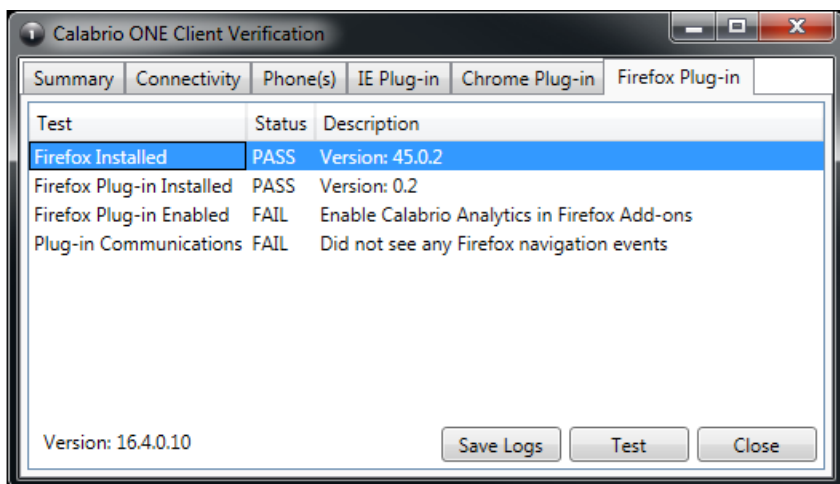 Calabrio ONE Client Verification
Summary Connectivity Phone(s) IE Plug-in Chrome Plug-in Firefox Plug-in
Test Status Description
Firefox Installed PASS Version: 45.0.2
Firefox Plug-in Installed PASS Version: 0.2
Firefox Plug-in Enabled FAIL Enable Calabrio Analytics in Firefox Add-ons
Plug-in Communications FAIL Did not see any Firefox navigation events
Version: 16.4.0.10 Save Logs Test Close